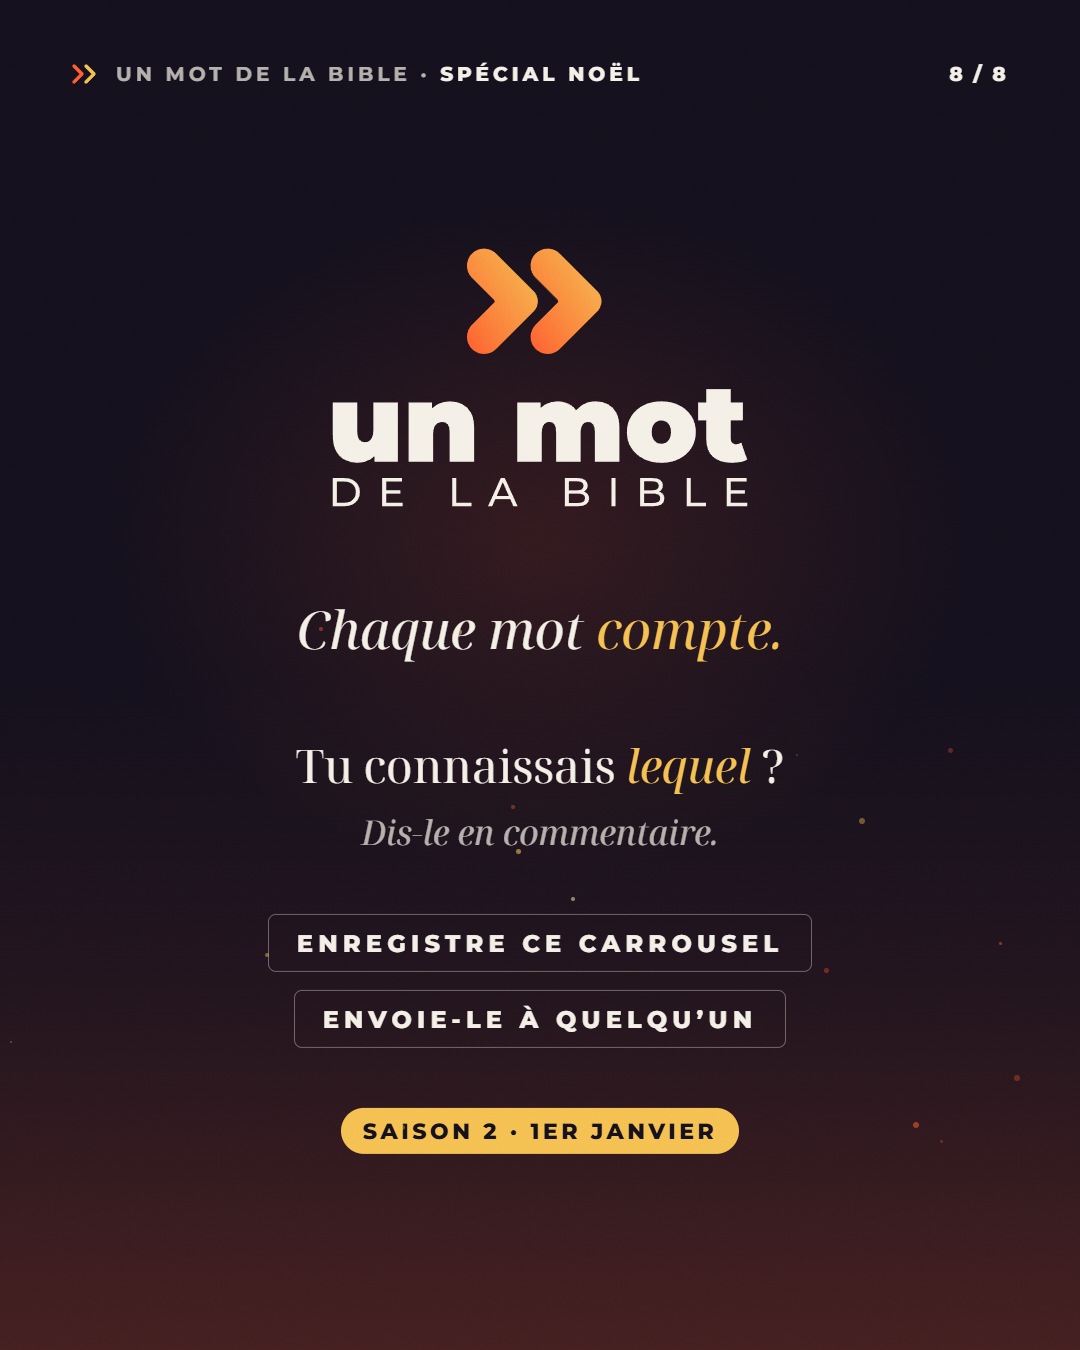 UN MOT DE LA BIBLE · SPÉCIAL NOËL
8 / 8
un mot
DE LA BIBLE
Chaque mot compte.
Tu connaissais lequel ?
Dis-le en commentaire.
ENREGISTRE CE CARROUSEL
ENVOIE-LE À QUELQU’UN
SAISON 2 · 1ER JANVIER